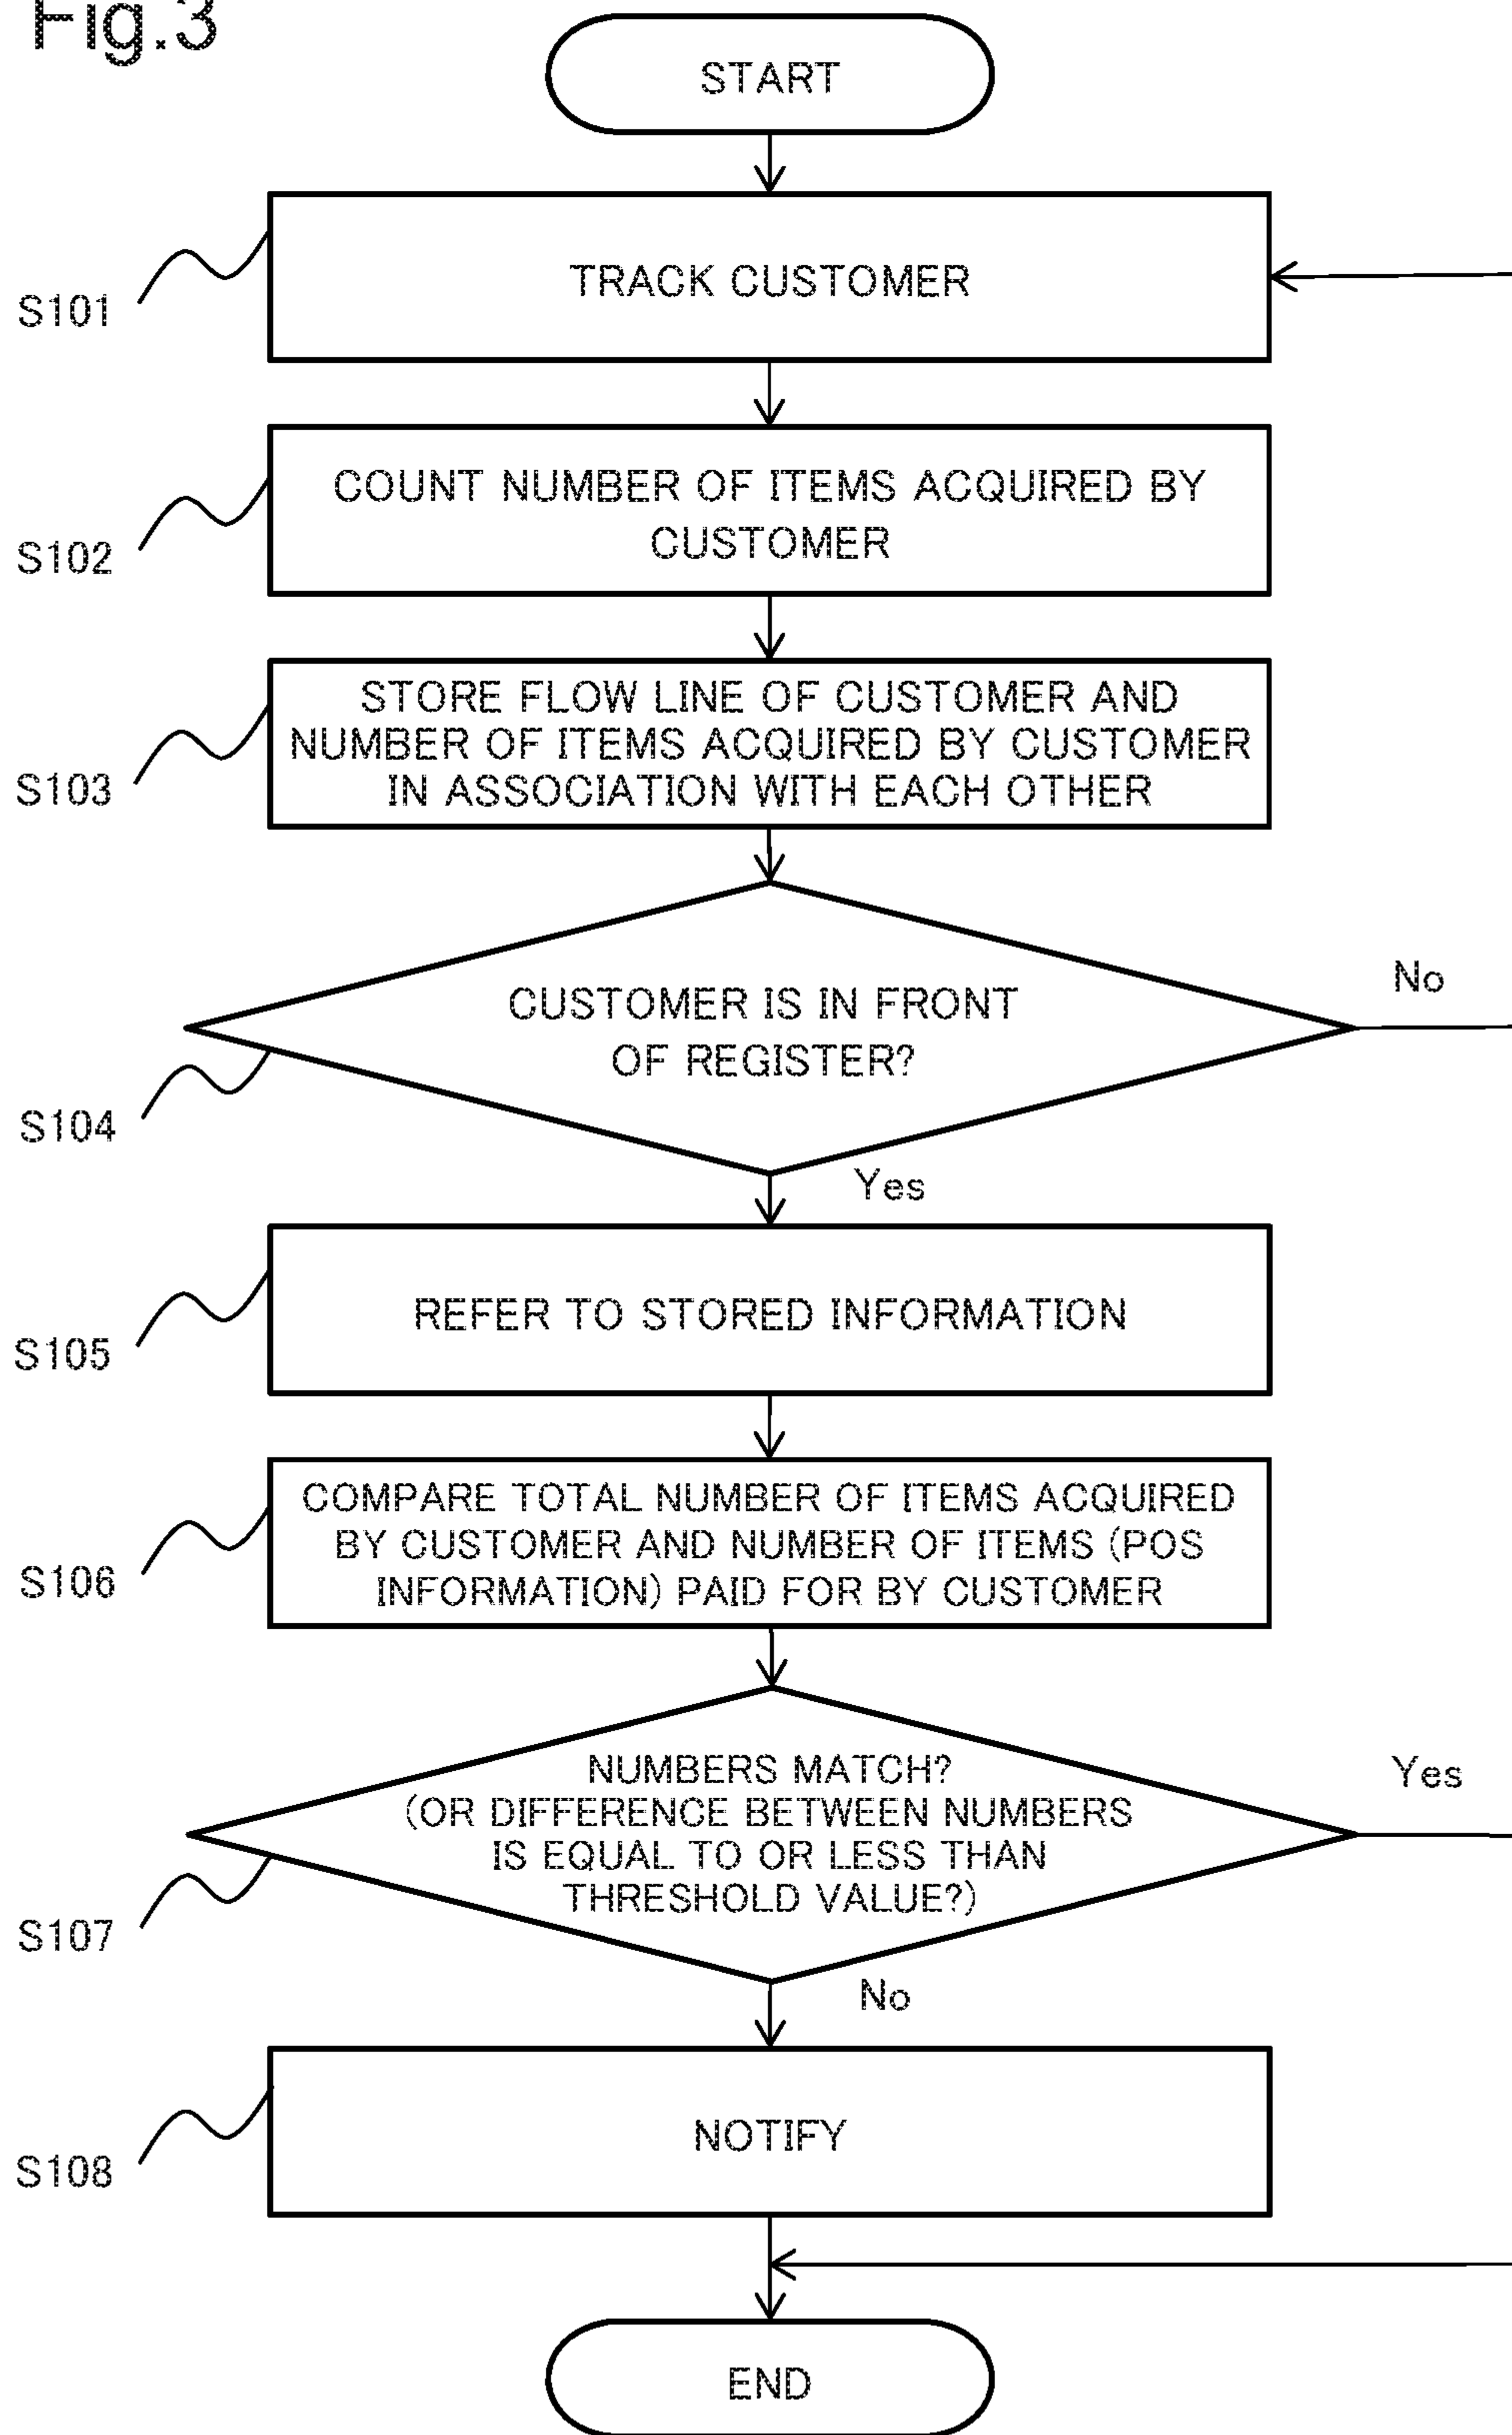 Fig.3
START
TRACK CUSTOMER
S101
COUNT NUMBER OF ITEMS ACQUIRED BY
CUSTOMER
S102
STORE FLOW LINE OF CUSTOMER AND
NUMBER OF ITEMS ACQUIRED BY CUSTOMER
IN ASSOCIATION WITH EACH OTHER
S103
CUSTOMER IS IN FRONT
OF REGISTER?
No
S104
Yes
REFER TO STORED INFORMATION
S105
COMPARE TOTAL NUMBER OF ITEMS ACQUIRED
BY CUSTOMER AND NUMBER OF ITEMS (POS
INFORMATION) PAID FOR BY CUSTOMER
S106
NUMBERS MATCH?
(OR DIFFERENCE BETWEEN NUMBERS
IS EQUAL TO OR LESS THAN
THRESHOLD VALUE?)
Yes
S107
No
NOTIFY
S108
END